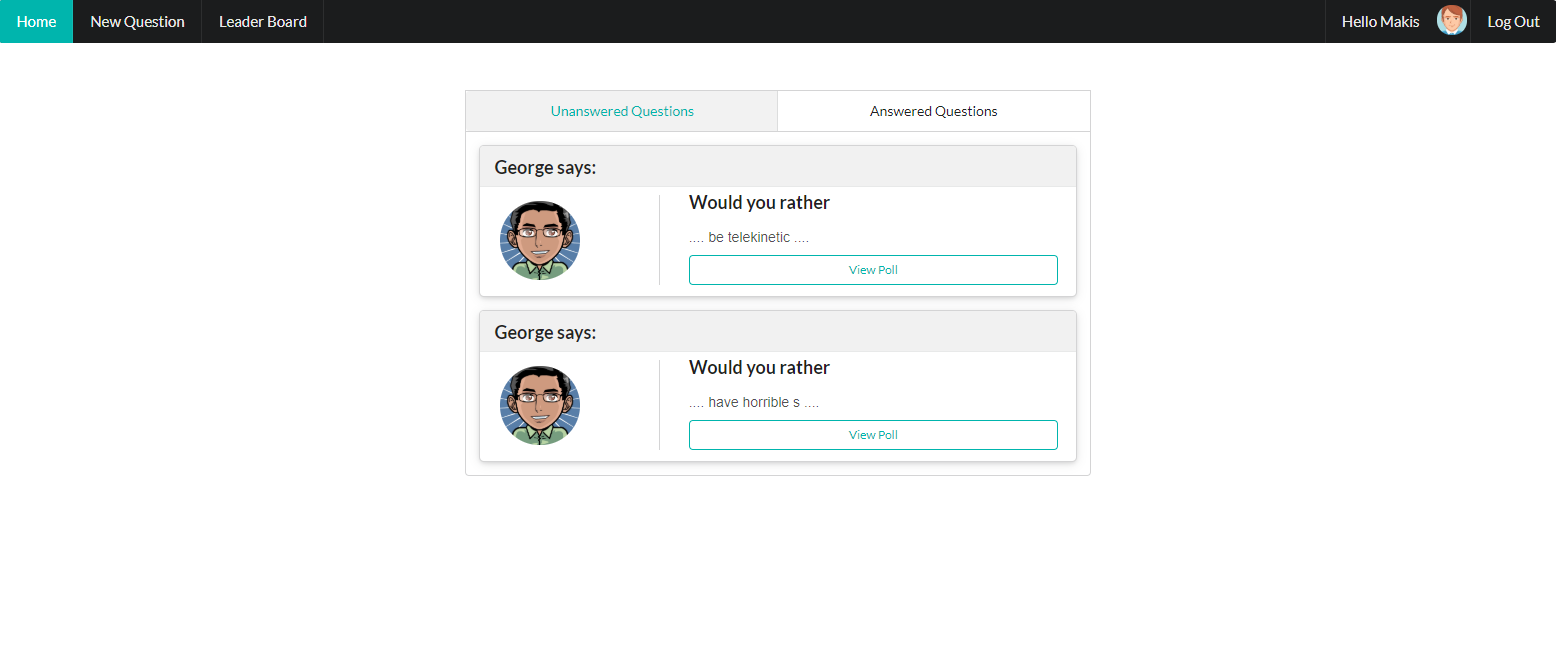 Home New Question Leader Board Hello Makis Log Out
Unanswered Questions Answered Questions
George says:
Would you rather
.... be telekinetic ....
View Poll
George says:
Would you rather
.... have horrible s ....
View Poll